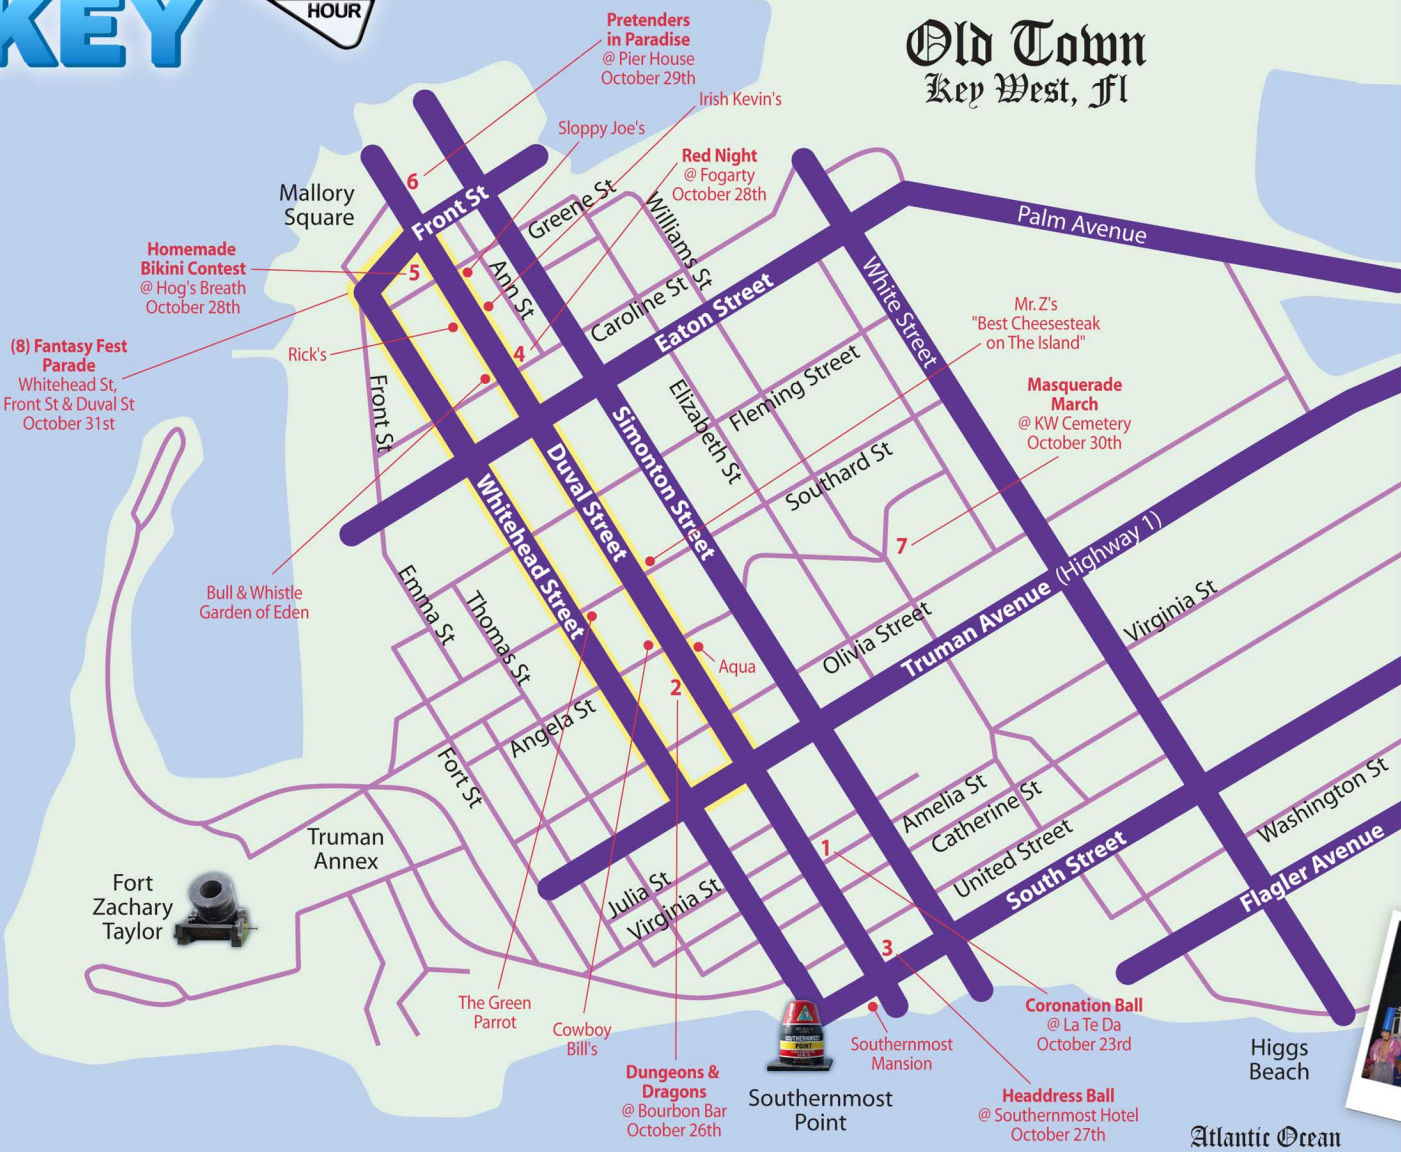 KEY
HOUR
Old Town
Key West, Fl
Pretenders
in Paradise
@ Pier House
October 29th
Irish Kevin's
Sloppy Joe's
Red Night
@ Fogarty
October 28th
Mallory
Square
6
Front St
Greene St
Williams St
Ann St
Palm Avenue
Homemade
Bikini Contest
@ Hog's Breath
October 28th
5
Caroline St
Eaton Street
White Street
Mr. Z's
"Best Cheesesteak
on The Island"
(8) Fantasy Fest
Parade
Whitehead St,
Front St & Duval St
October 31st
Rick's
4
Front St
Fleming Street
Elizabeth St
Masquerade
March
@ KW Cemetery
October 30th
Simonton Street
Duval Street
Southard St
Whitehead Street
7
Bull & Whistle
Garden of Eden
Emma St
Thomas St
Olivia Street
Truman Avenue (Highway 1)
Virginia St
Aqua
2
Angela St
Fort St
Truman
Annex
Fort
Zachary
Taylor
1
Amelia St
Catherine St
United Street
South Street
Washington St
Flagler Avenue
Julia St
Virginia St
3
The Green
Parrot
Cowboy
Bill's
Southernmost
Mansion
Coronation Ball
@ La Te Da
October 23rd
SOUTHERNMOST
POINT
Dungeons &
Dragons
@ Bourbon Bar
October 26th
Southernmost
Point
Headdress Ball
@ Southernmost Hotel
October 27th
Higgs
Beach
Atlantic Ocean